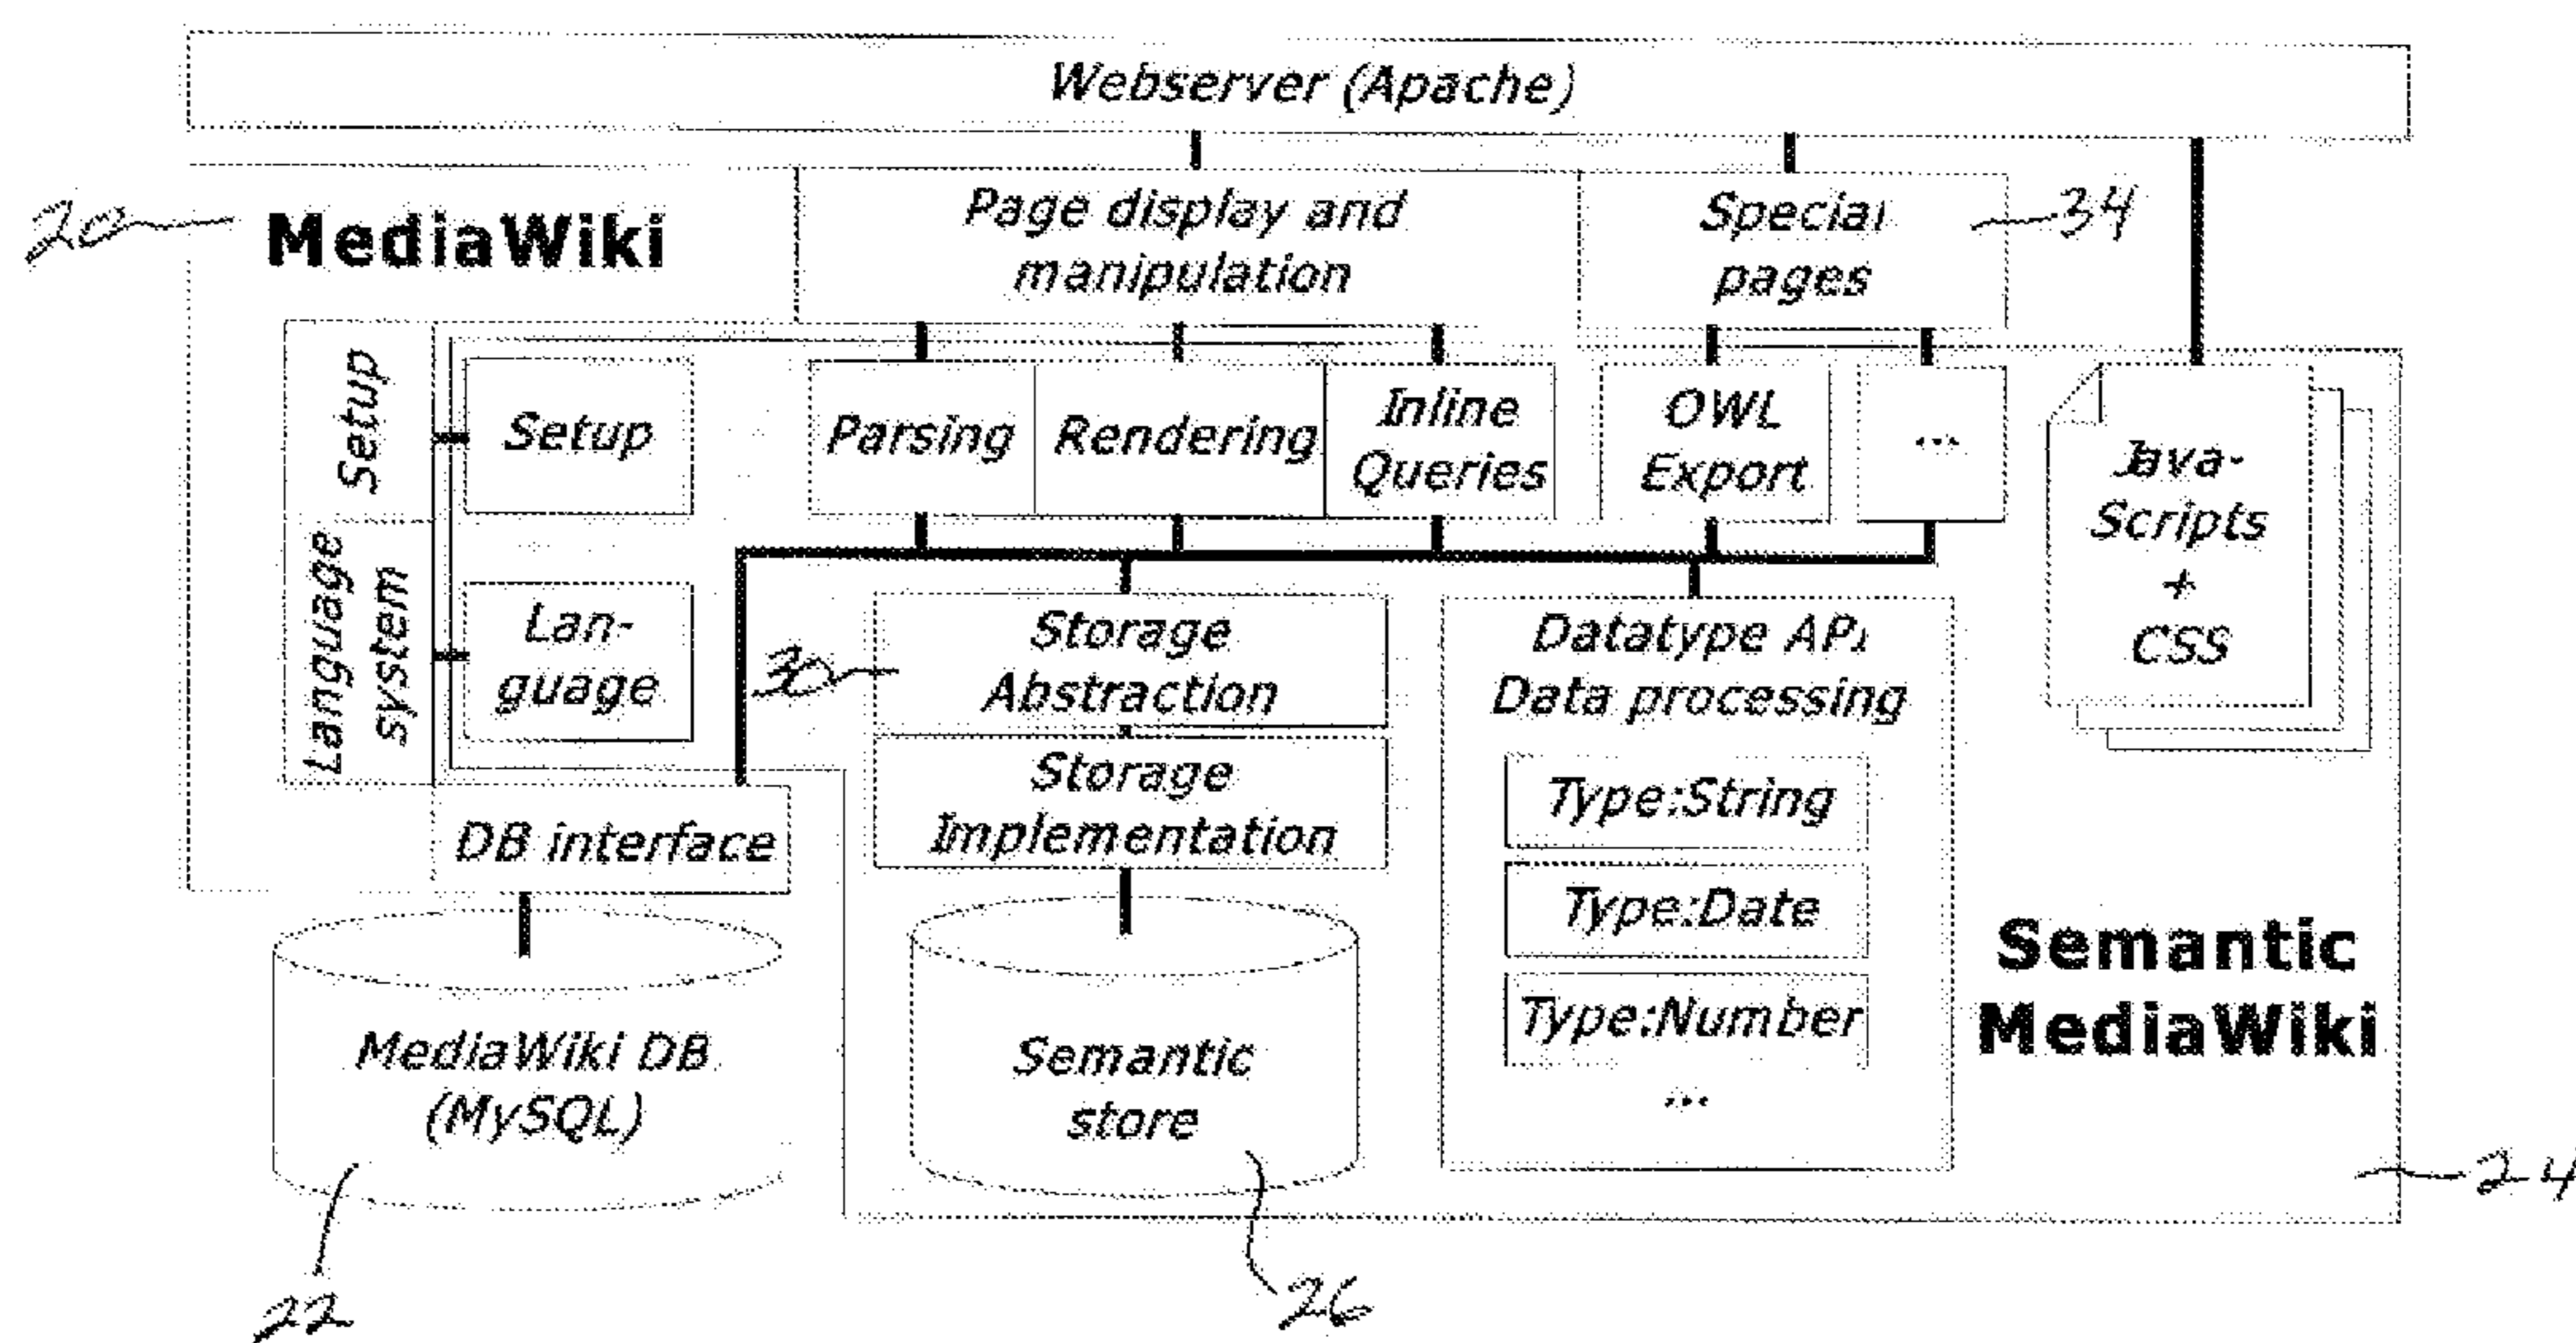 Webserver (Apache)
20
MediaWiki
Page display and
manipulation
Special
pages
34
Setup
Language
system
Setup
Lan-
guage
Parsing
Rendering
Inline
Queries
OWL
Export
...
Java-
Scripts
+
CSS
30
Storage
Abstraction
Storage
Implementation
Datatype API
Data processing
Type:String
Type:Date
Type:Number
...
DB interface
MediaWiki DB
(MySQL)
Semantic
store
Semantic
MediaWiki
24
22
26